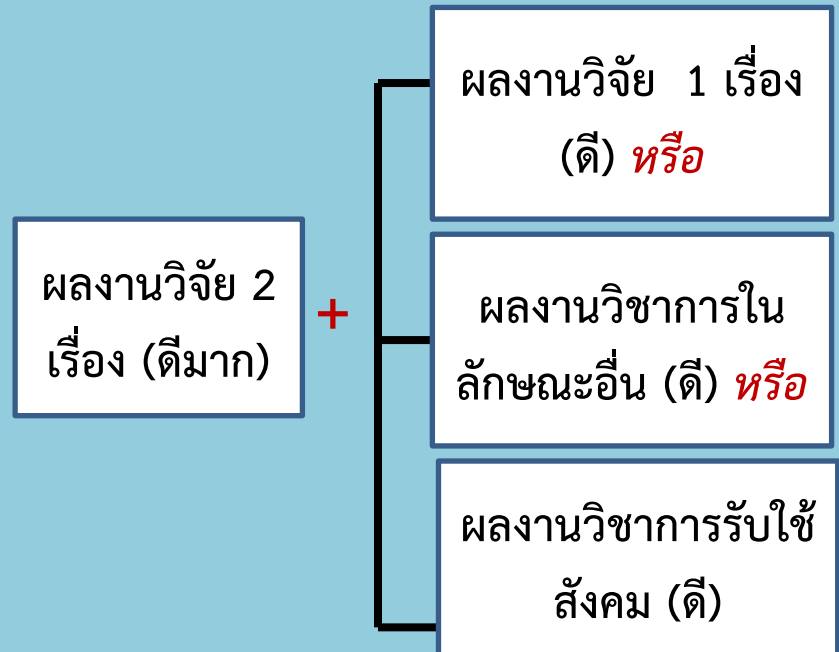 ผลงานวิจัย 2
เรื่อง (ดีมาก)
+
ผลงานวิจัย 1 เรื่อง
(ดี) หรือ
ผลงานวิชาการใน
ลักษณะอื่น (ดี) หรือ
ผลงานวิชาการรับใช้
สังคม (ดี)